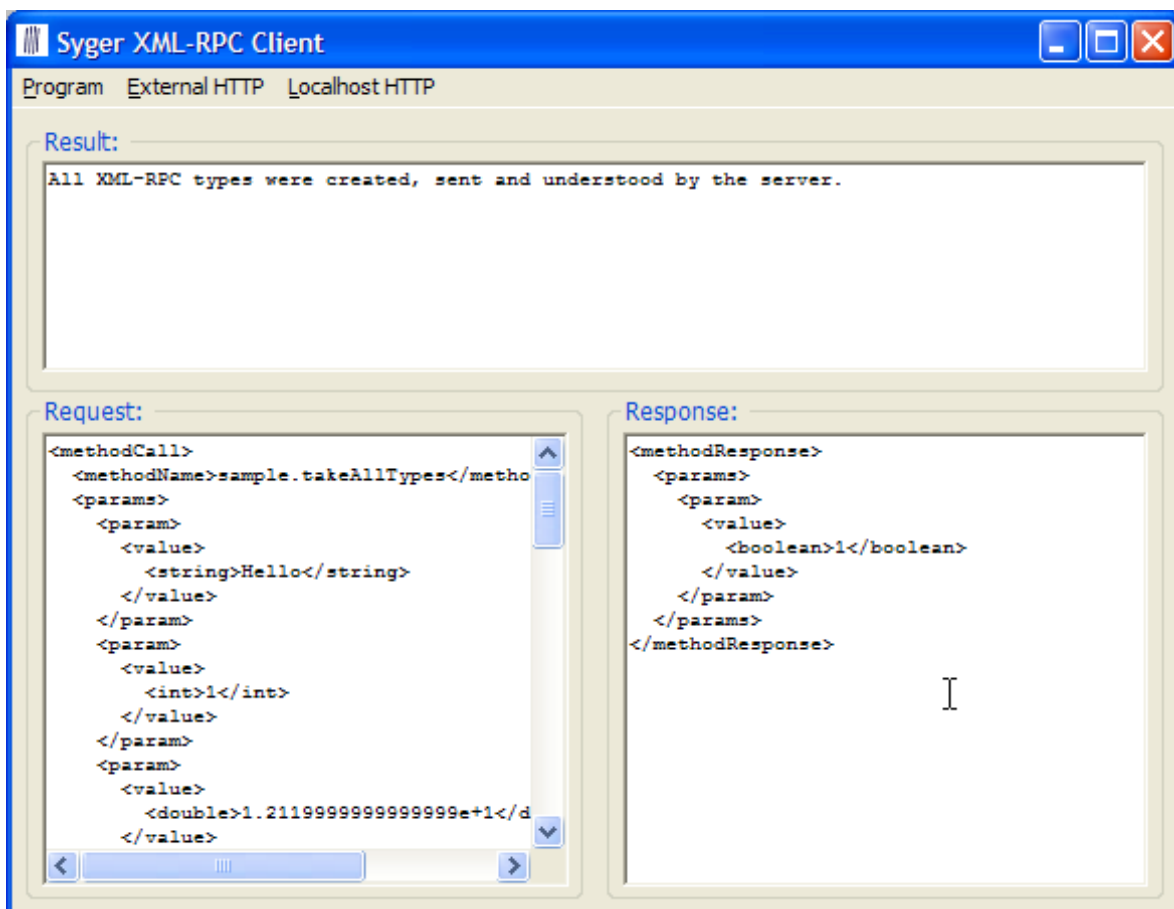 Syger XML-RPC Client
Program External HTTP Localhost HTTP
Result:
All XML-RPC types were created, sent and understood by the server.
Request:
<methodCall>
  <methodName>sample.takeAllTypes</metho
  <params>
    <param>
      <value>
        <string>Hello</string>
      </value>
    </param>
    <param>
      <value>
        <int>1</int>
      </value>
    </param>
    <param>
      <value>
        <double>1.2119999999999999e+1</d
      </value>
Response:
<methodResponse>
  <params>
    <param>
      <value>
        <boolean>1</boolean>
      </value>
    </param>
  </params>
</methodResponse>